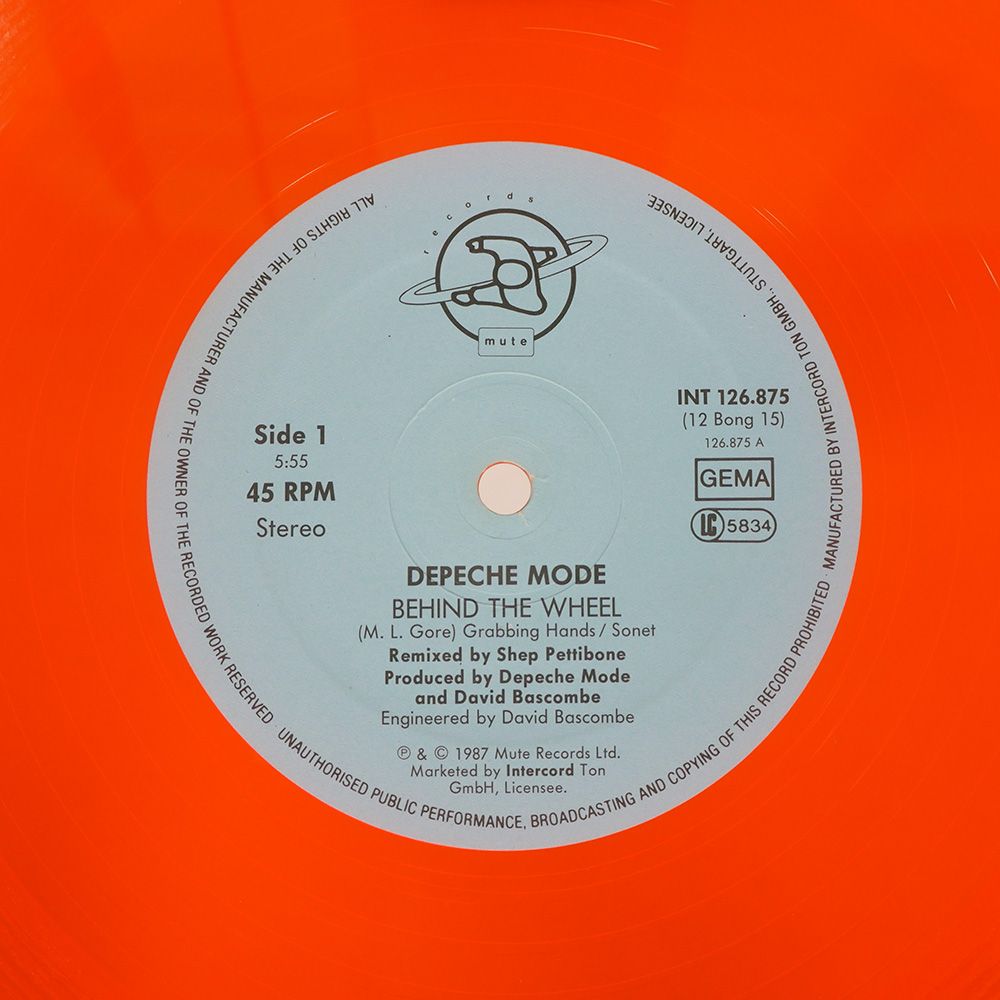 records
mute
Side 1
5:55
45 RPM
Stereo
INT 126.875
(12 Bong 15)
126.875 A
GEMA
LC 5834
DEPECHE MODE
BEHIND THE WHEEL
(M. L. Gore) Grabbing Hands / Sonet
Remixed by Shep Pettibone
Produced by Depeche Mode
and David Bascombe
Engineered by David Bascombe
℗ & © 1987 Mute Records Ltd.
Marketed by Intercord Ton
GmbH, Licensee.
ALL RIGHTS OF THE MANUFACTURER AND OF THE OWNER OF THE RECORDED WORK RESERVED · UNAUTHORISED PUBLIC PERFORMANCE, BROADCASTING AND COPYING OF THIS RECORD PROHIBITED · MANUFACTURED BY INTERCORD TON GMBH., STUTTGART, LICENSEE.